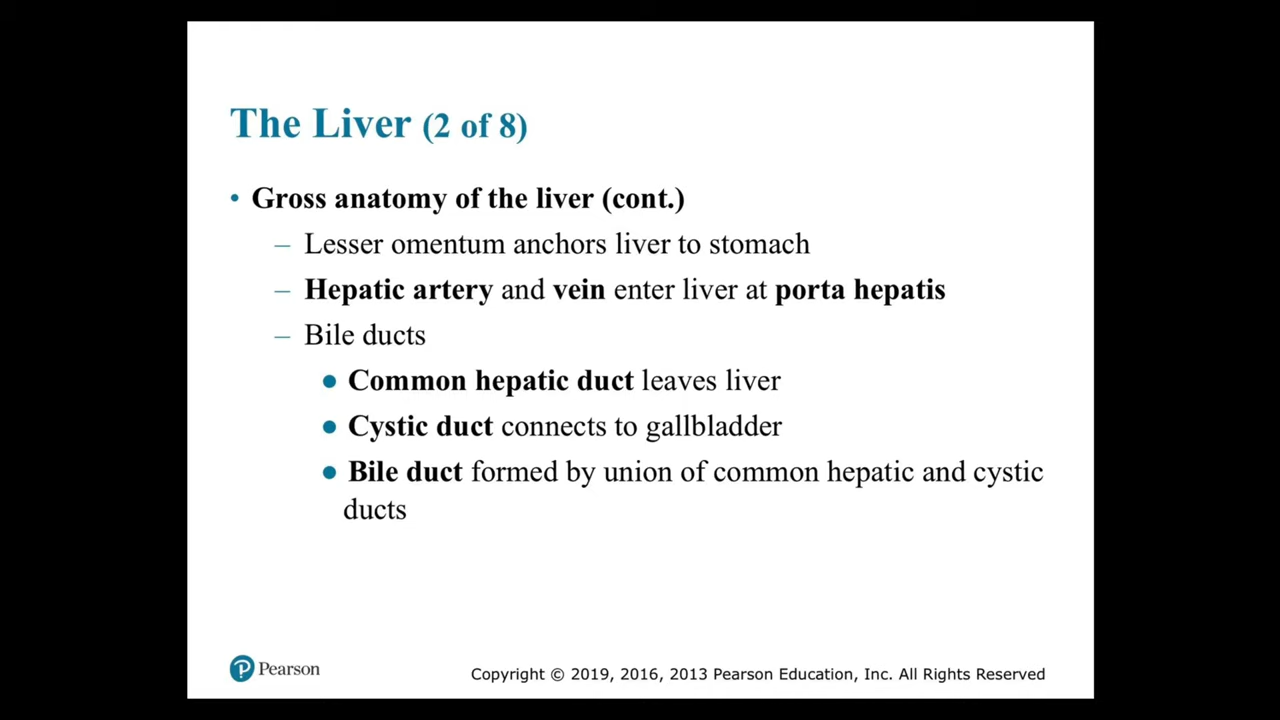 The Liver (2 of 8)
• Gross anatomy of the liver (cont.)
– Lesser omentum anchors liver to stomach
– Hepatic artery and vein enter liver at porta hepatis
– Bile ducts
● Common hepatic duct leaves liver
● Cystic duct connects to gallbladder
● Bile duct formed by union of common hepatic and cystic
ducts
Pearson
Copyright © 2019, 2016, 2013 Pearson Education, Inc. All Rights Reserved